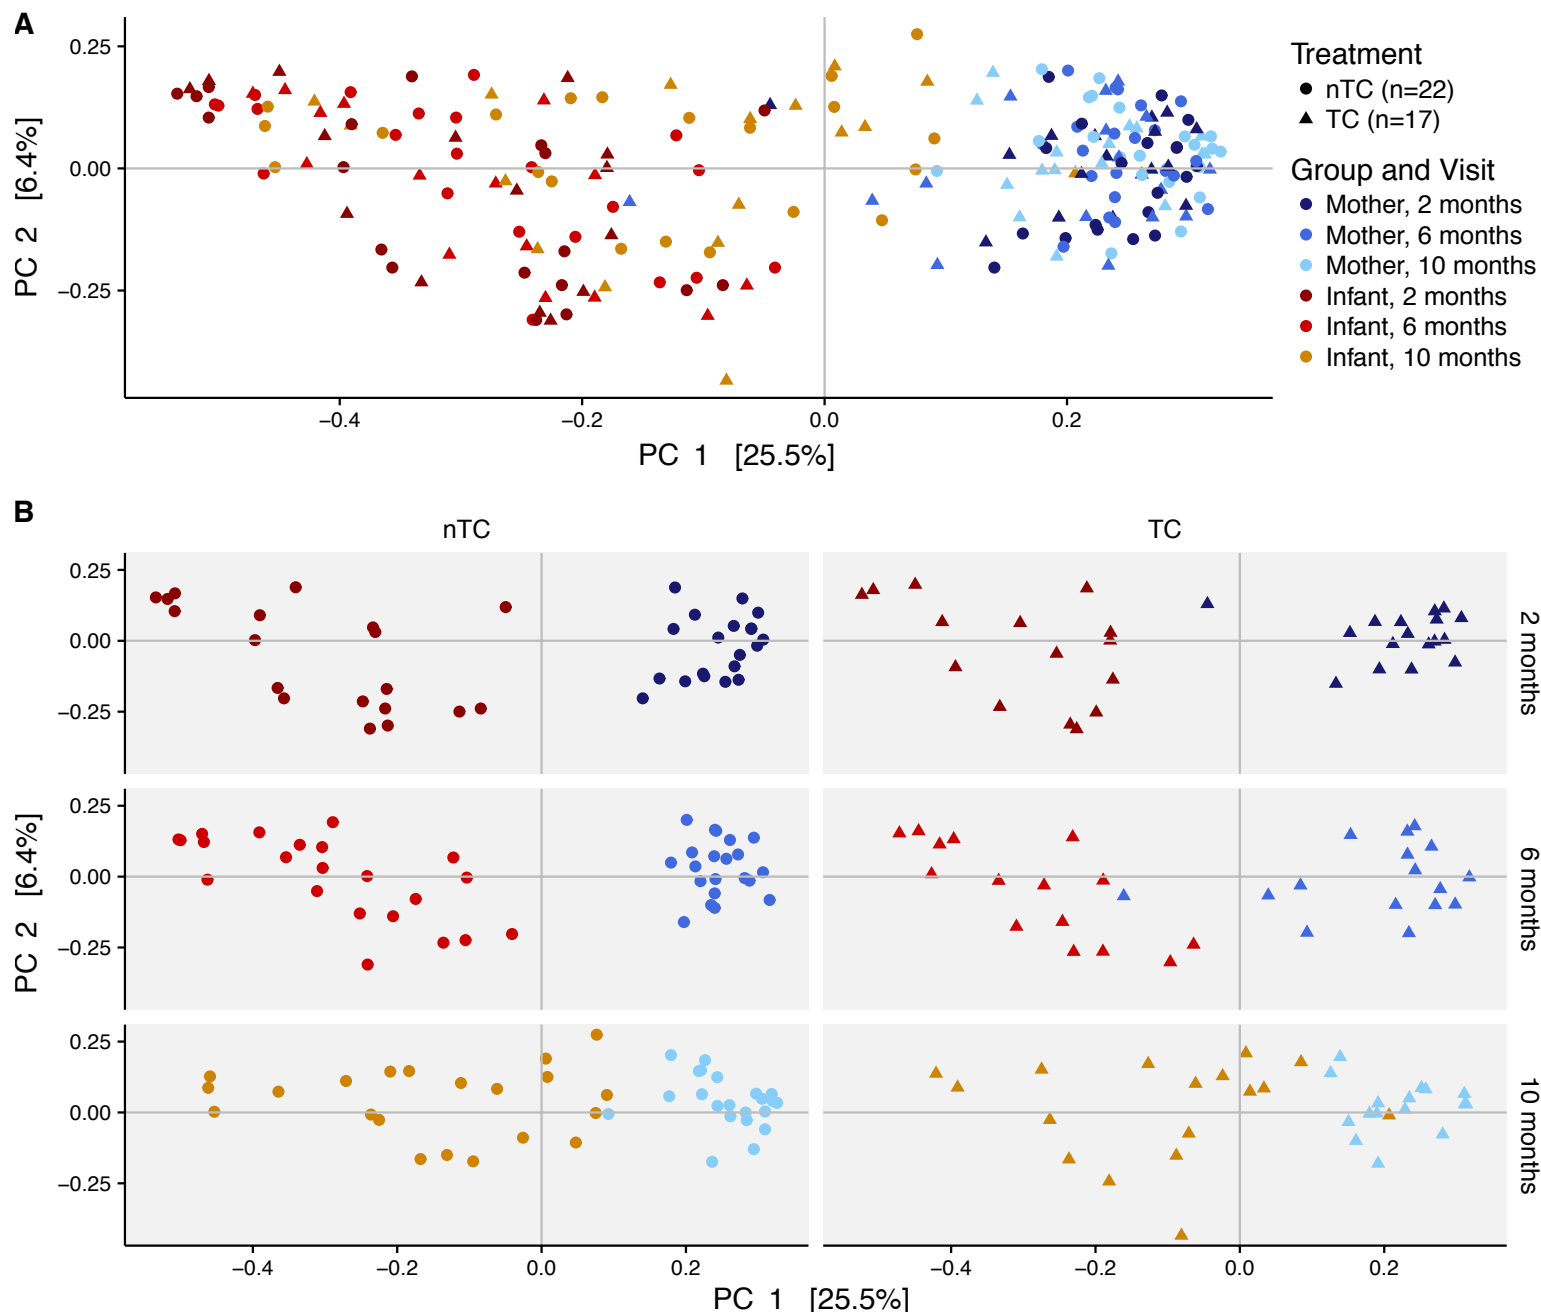 A
0.25
0.00
−0.25
PC 2 [6.4%]
−0.4 −0.2 0.0 0.2
PC 1 [25.5%]
Treatment
nTC (n=22)
TC (n=17)
Group and Visit
Mother, 2 months
Mother, 6 months
Mother, 10 months
Infant, 2 months
Infant, 6 months
Infant, 10 months
B
nTC TC
0.25
0.00
−0.25
2 months
0.25
0.00
−0.25
6 months
PC 2 [6.4%]
0.25
0.00
−0.25
10 months
−0.4 −0.2 0.0 0.2 −0.4 −0.2 0.0 0.2
PC 1 [25.5%]